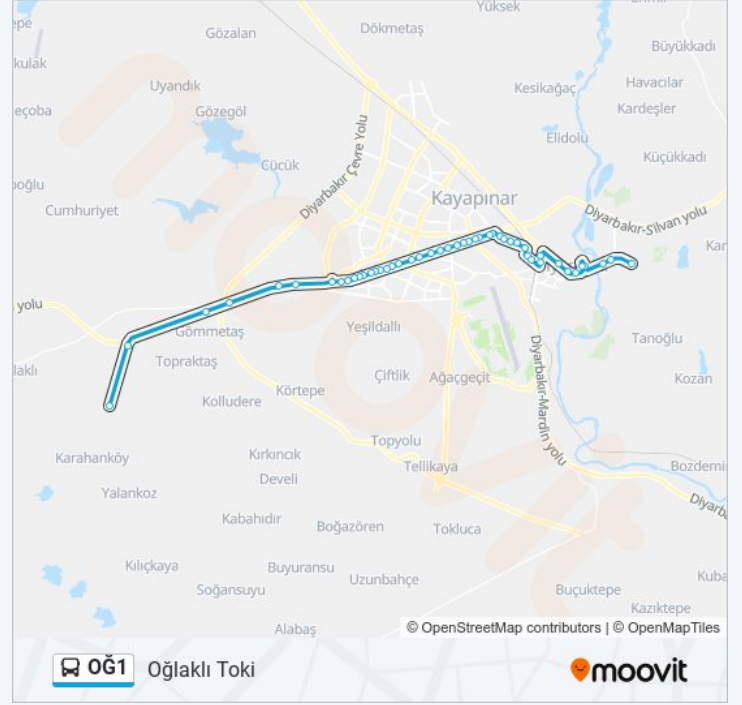 Yüksek
Dökmetaş
Gözalan
Büyükkadı
kulak
Uyandık
Kesikağaç
Havacılar
Kardeşler
Gözegöl
eçoba
Elidolu
Diyarbakır Çevre Yolu
Küçükkadı
Cücük
oğlu
Kayapınar
Cumhuriyet
Diyarbakır-Silvan yolu
Kar
yolu
Gömmetaş
Yeşildallı
Tanoğlu
Topraktaş
laklı
Çiftlik
Ağaçgeçit
Kozan
Körtepe
Kolludere
Diyarbakır-Mardin yolu
Topyolu
Karahanköy
Kırkıncık
Tellikaya
Bozdemi
Develi
Yalankoz
Diyarb
Kabahıdır
Boğazören
Tokluca
Kılıçkaya
Buyuransu
Uzunbahçe
Kuba
Soğansuyu
Buçuktepe
Kazıktepe
Alabaş
© OpenStreetMap contributors | © OpenMapTiles
OĞ1 Oğlaklı Toki
moovit